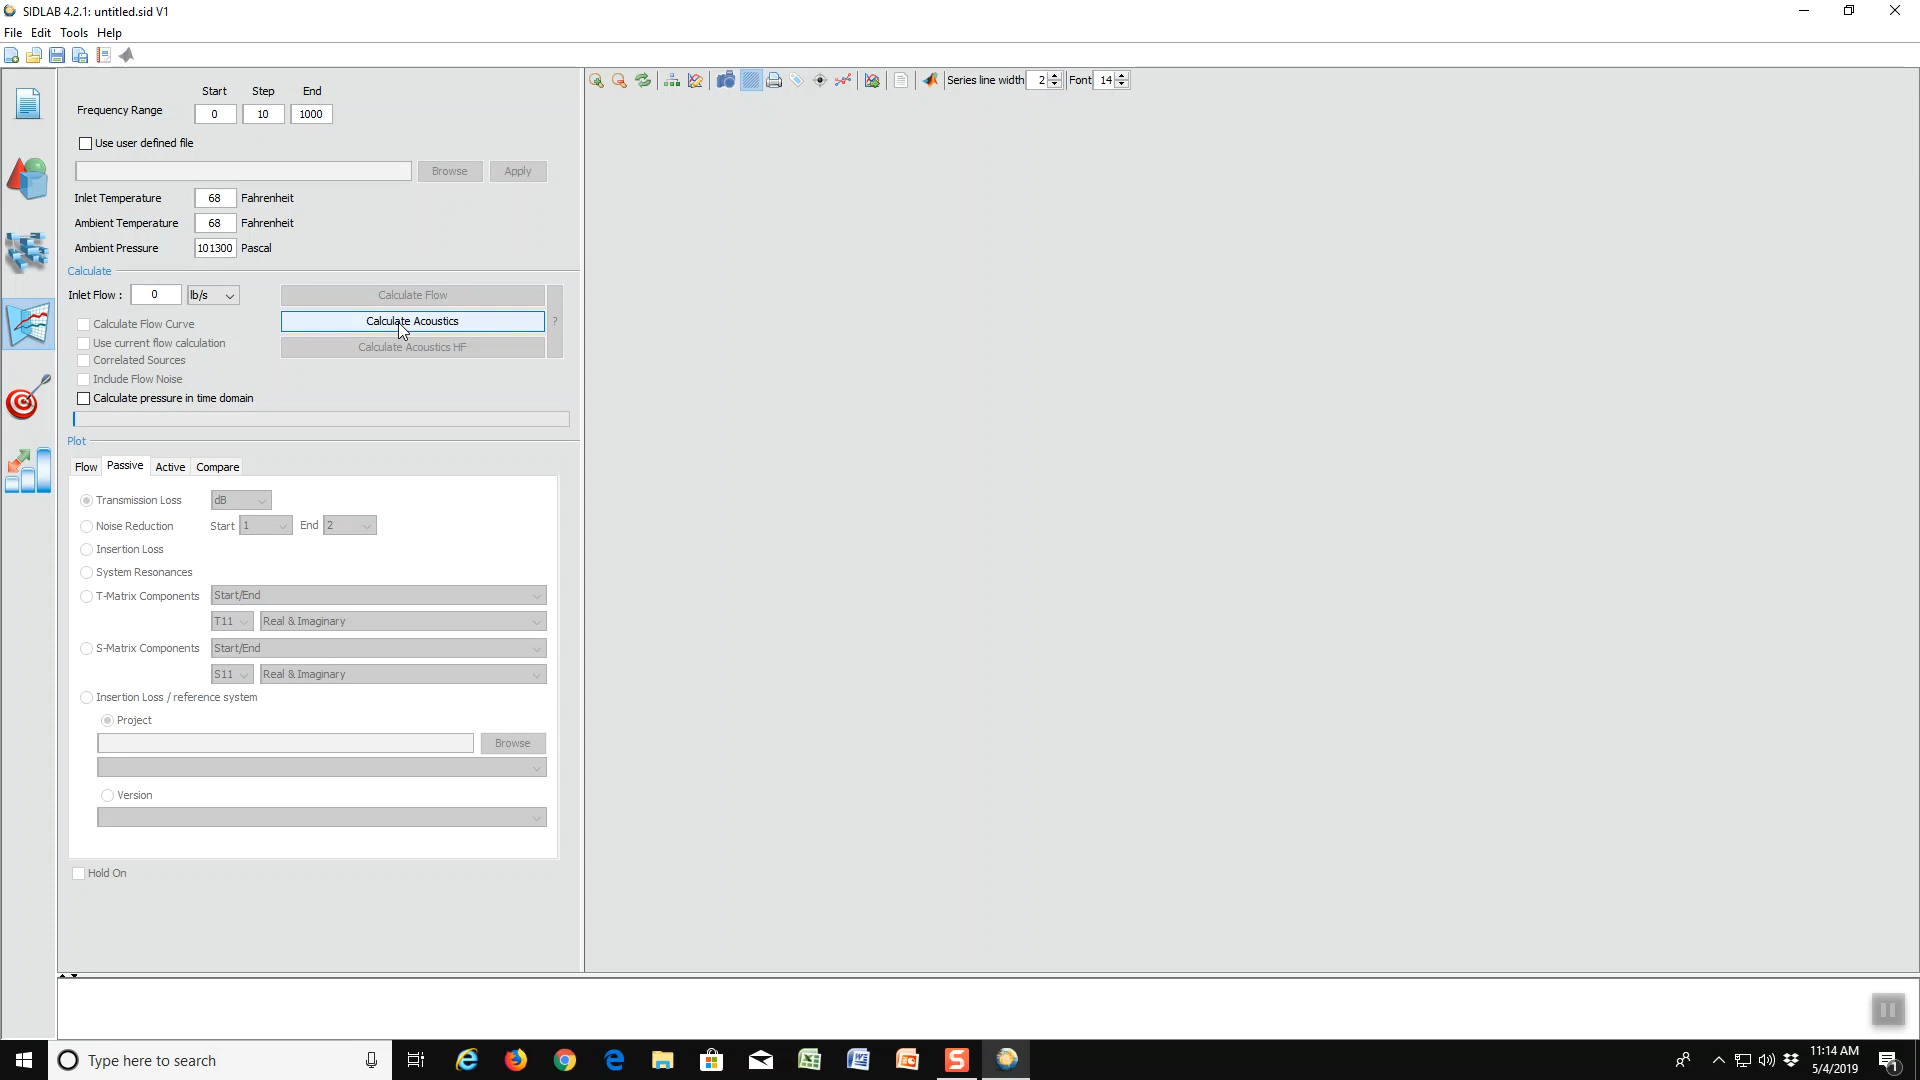 SIDLAB 4.2.1: untitled.sid V1
File Edit Tools Help
Series line width 2 Font 14
Start Step End
Frequency Range 0 10 1000
Use user defined file
Browse Apply
Inlet Temperature 68 Fahrenheit
Ambient Temperature 68 Fahrenheit
Ambient Pressure 101300 Pascal
Calculate
Inlet Flow : 0 lb/s Calculate Flow
Calculate Flow Curve Calculate Acoustics ?
Use current flow calculation Calculate Acoustics HF
Correlated Sources
Include Flow Noise
Calculate pressure in time domain
Plot
Flow Passive Active Compare
Transmission Loss dB
Noise Reduction Start 1 End 2
Insertion Loss
System Resonances
T-Matrix Components Start/End
T11 Real & Imaginary
S-Matrix Components Start/End
S11 Real & Imaginary
Insertion Loss / reference system
Project
Browse
Version
Hold On
Type here to search
11:14 AM
5/4/2019
1